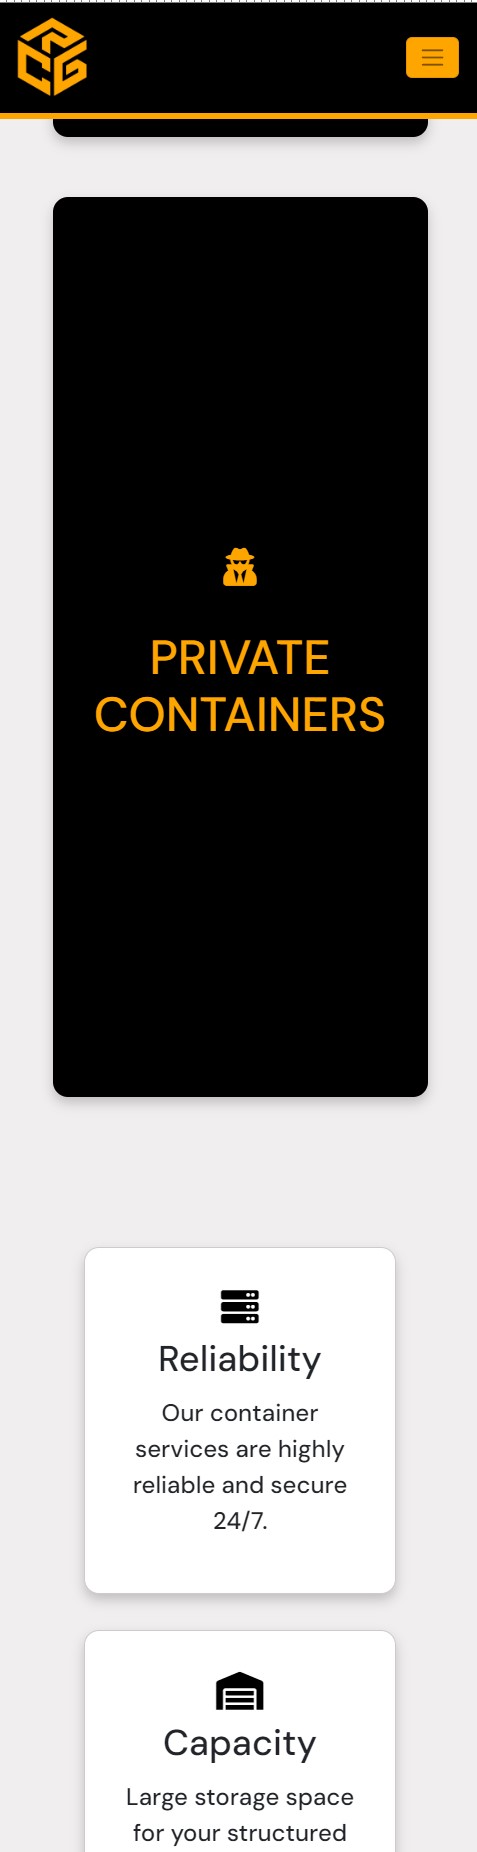 PRIVATE
CONTAINERS
Reliability
Our container
services are highly
reliable and secure
24/7.
Capacity
Large storage space
for your structured